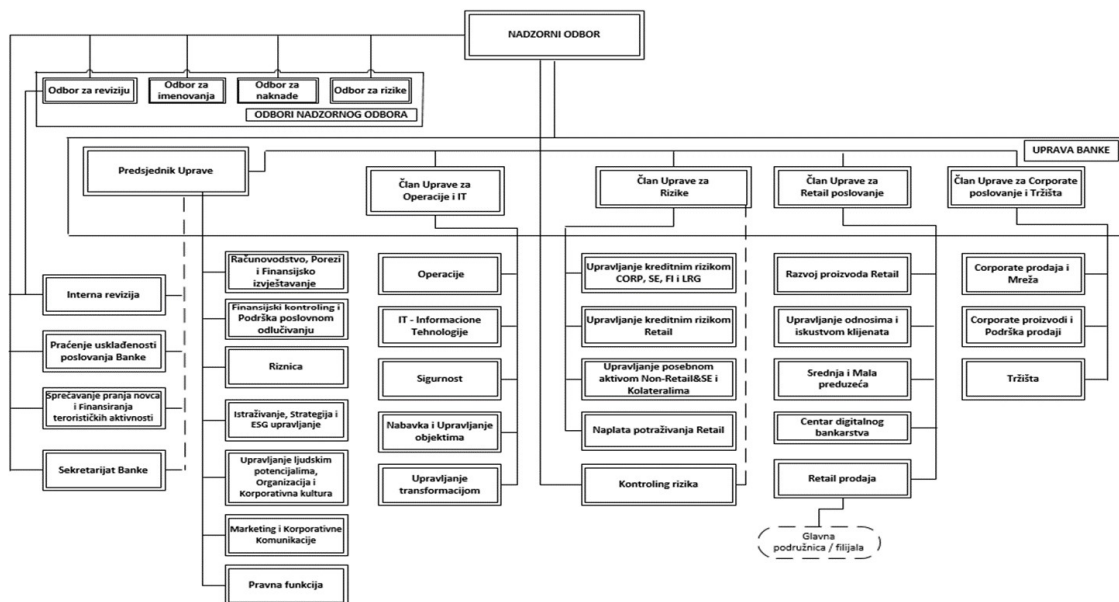 NADZORNI ODBOR
Odbor za reviziju
Odbor za
imenovanja
Odbor za
naknade
Odbor za rizike
ODBORI NADZORNOG ODBORA
UPRAVA BANKE
Predsjednik Uprave
Član Uprave za
Operacije i IT
Član Uprave za
Rizike
Član Uprave za
Retail poslovanje
Član Uprave za Corporate
poslovanje i Tržišta
Interna revizija
Praćenje usklađenosti
poslovanja Banke
Sprečavanje pranja novca
i Finansiranja
terorističkih aktivnosti
Sekretarijat Banke
Računovodstvo, Porezi
i Finansijsko
izvještavanje
Finansijski kontroling i
Podrška poslovnom
odlučivanju
Riznica
Istraživanje, Strategija i
ESG upravljanje
Upravljanje ljudskim
potencijalima,
Organizacija i
Korporativna kultura
Marketing i Korporativne
Komunikacije
Pravna funkcija
Operacije
IT - Informacione
Tehnologije
Sigurnost
Nabavka i Upravljanje
objektima
Upravljanje
transformacijom
Upravljanje kreditnim rizikom
CORP, SE, FI i LRG
Upravljanje kreditnim rizikom
Retail
Upravljanje posebnom
aktivom Non-Retail&SE i
Kolateralima
Naplata potraživanja Retail
Kontroling rizika
Razvoj proizvoda Retail
Upravljanje odnosima i
iskustvom klijenata
Srednja i Mala
preduzeća
Centar digitalnog
bankarstva
Retail prodaja
Glavna
podružnica / filijala
Corporate prodaja i
Mreža
Corporate proizvodi i
Podrška prodaji
Tržišta